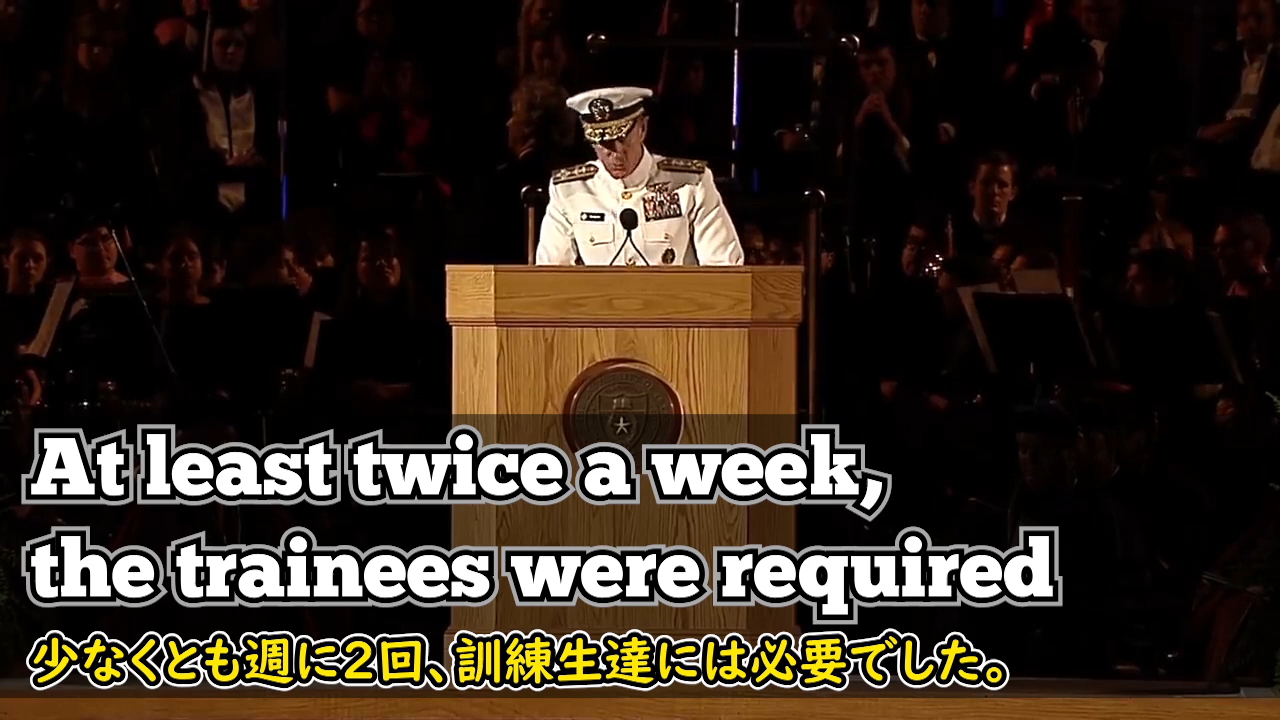 At least twice a week,
the trainees were required
少なくとも週に2回、訓練生達には必要でした。